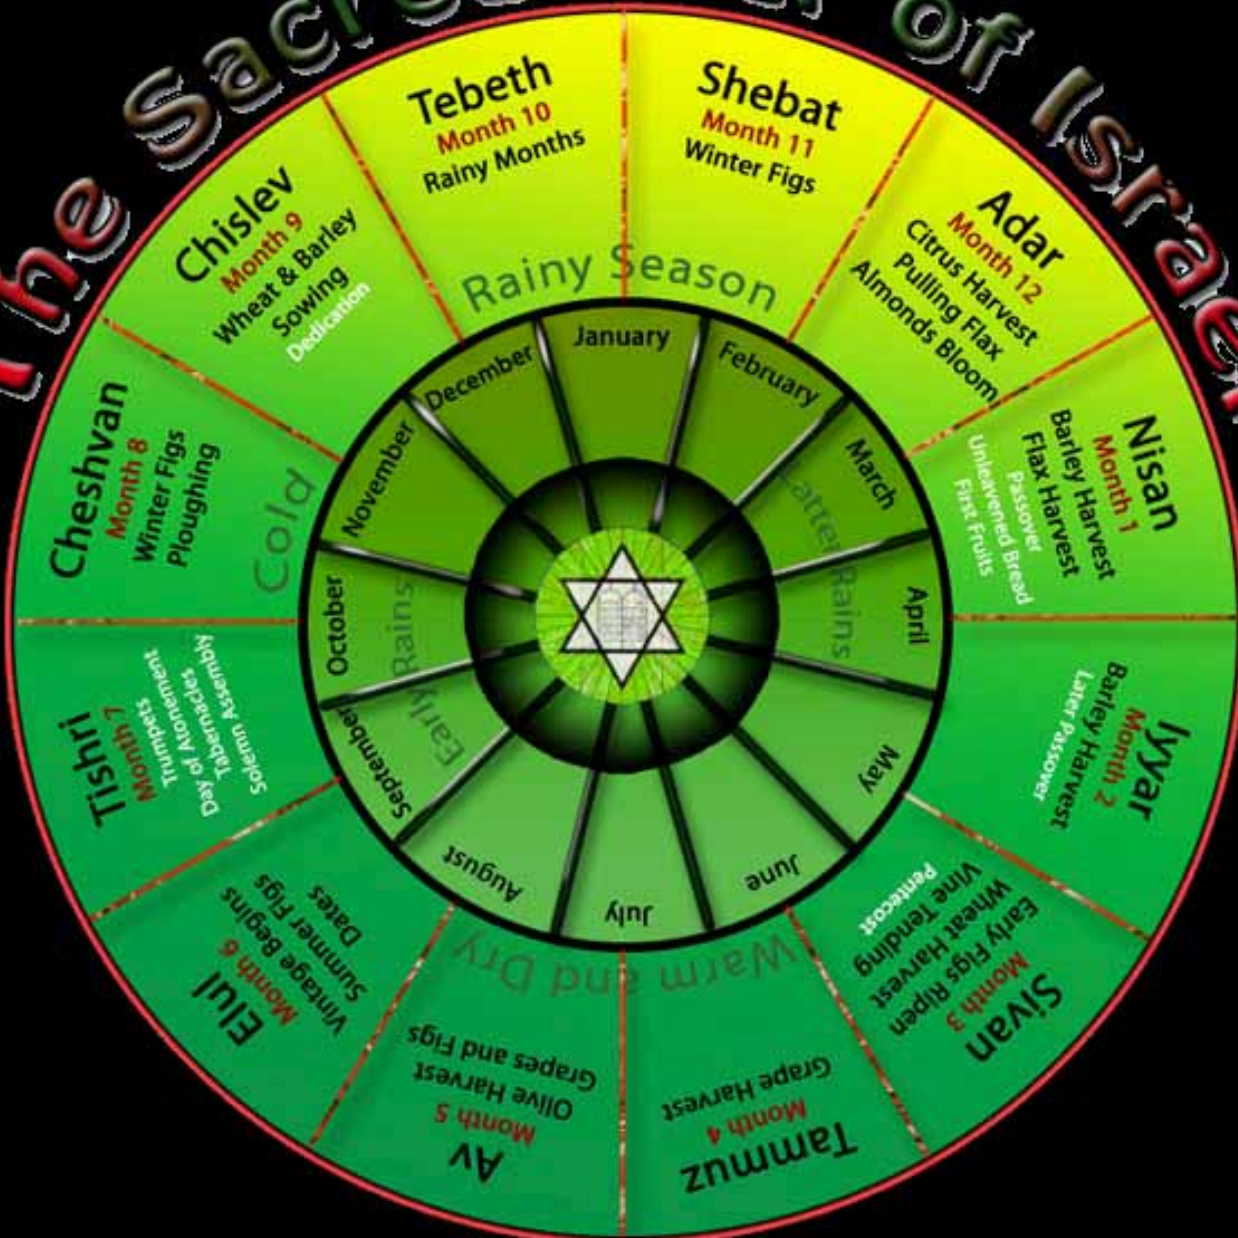 The Sacred
of Israel
Tebeth
Month 10
Rainy Months
Shebat
Month 11
Winter Figs
Adar
Month 12
Citrus Harvest
Pulling Flax
Almonds Bloom
Nisan
Month 1
Barley Harvest
Flax Harvest
Passover
Unleavened Bread
First Fruits
Iyyar
Month 2
Barley Harvest
Later Passover
Sivan
Month 3
Early Figs Ripen
Wheat Harvest
Vine Tending
Pentecost
Tammuz
Month 4
Grape Harvest
Av
Month 5
Olive Harvest
Grapes and Figs
Elul
Month 6
Vintage Begins
Summer Figs
Dates
Tishri
Month 7
Trumpets
Day of Atonement
Tabernacles
Solemn Assembly
Cheshvan
Month 8
Winter Figs
Ploughing
Chislev
Month 9
Wheat & Barley
Sowing
Dedication
Rainy Season
Latter Rains
Warm and Dry
Early Rains
Cold
January
February
March
April
May
June
July
August
September
October
November
December